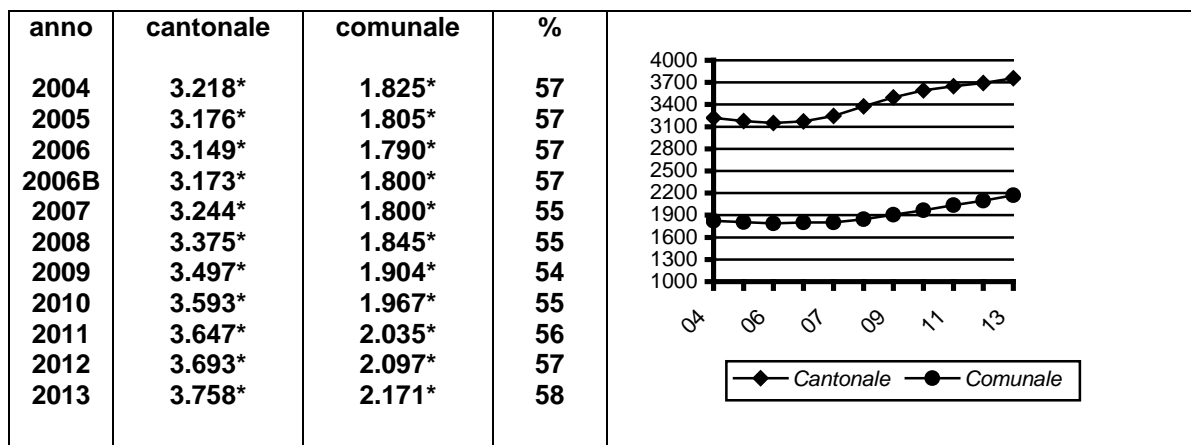 anno cantonale comunale %
2004 3.218* 1.825* 57
2005 3.176* 1.805* 57
2006 3.149* 1.790* 57
2006B 3.173* 1.800* 57
2007 3.244* 1.800* 55
2008 3.375* 1.845* 55
2009 3.497* 1.904* 54
2010 3.593* 1.967* 55
2011 3.647* 2.035* 56
2012 3.693* 2.097* 57
2013 3.758* 2.171* 58
4000
3700
3400
3100
2800
2500
2200
1900
1600
1300
1000
04 06 07 09 11 13
Cantonale Comunale